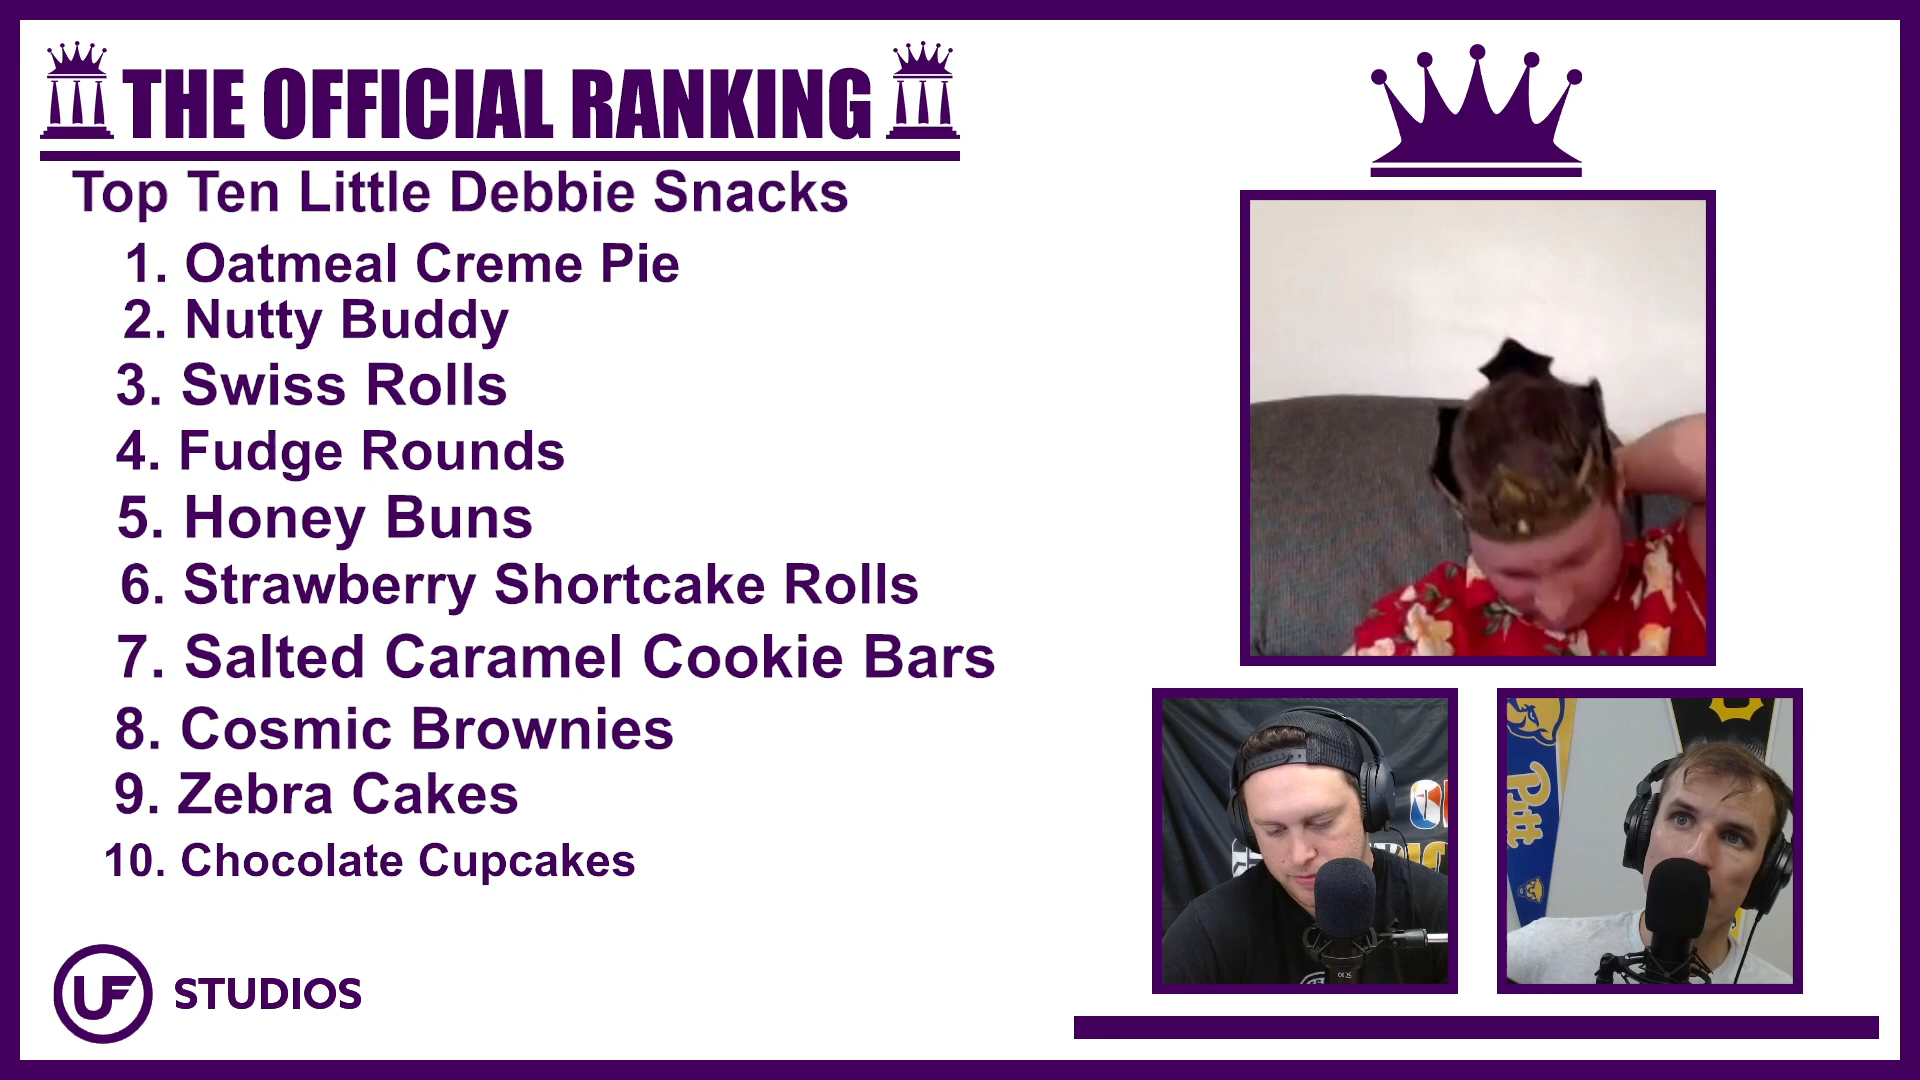 THE OFFICIAL RANKING
Top Ten Little Debbie Snacks
1. Oatmeal Creme Pie
2. Nutty Buddy
3. Swiss Rolls
4. Fudge Rounds
5. Honey Buns
6. Strawberry Shortcake Rolls
7. Salted Caramel Cookie Bars
8. Cosmic Brownies
9. Zebra Cakes
10. Chocolate Cupcakes
UF STUDIOS
Pitt